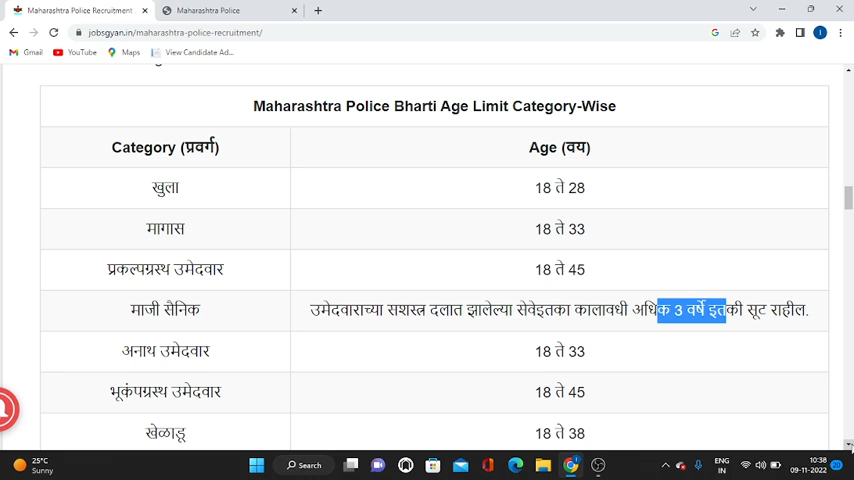 Maharashtra Police Recruitment
Maharashtra Police
jobsgyan.in/maharashtra-police-recruitment/
Gmail YouTube Maps View Candidate Ad...
Maharashtra Police Bharti Age Limit Category-Wise
Category (प्रवर्ग) Age (वय)
खुला 18 ते 28
मागास 18 ते 33
प्रकल्पग्रस्थ उमेदवार 18 ते 45
माजी सैनिक उमेदवाराच्या सशस्त्र दलात झालेल्या सेवेइतका कालावधी अधिक 3 वर्षे इतकी सूट राहील.
अनाथ उमेदवार 18 ते 33
भूकंपग्रस्थ उमेदवार 18 ते 45
खेळाडू 18 ते 38
25°C
Sunny
Search
ENG
IN
10:38
09-11-2022
20